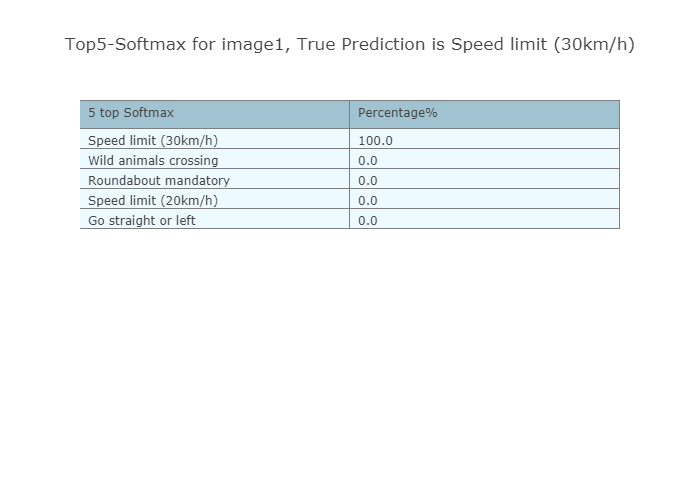 Top5-Softmax for image1, True Prediction is Speed limit (30km/h)
5 top Softmax Percentage%
Speed limit (30km/h) 100.0
Wild animals crossing 0.0
Roundabout mandatory 0.0
Speed limit (20km/h) 0.0
Go straight or left 0.0